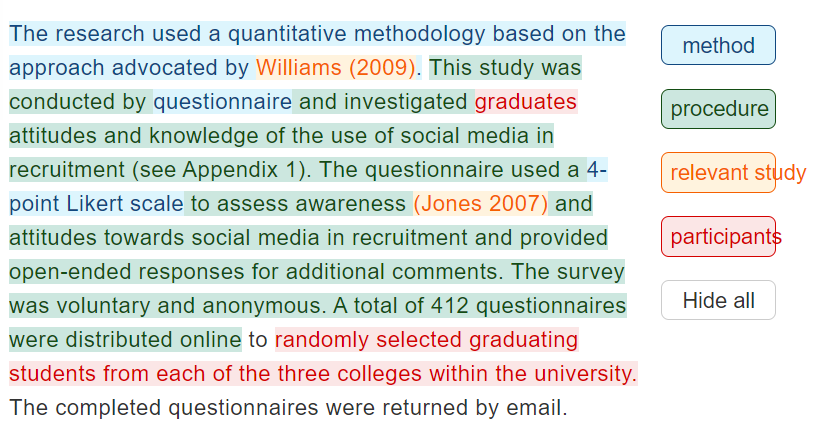 The research used a quantitative methodology based on the
approach advocated by Williams (2009). This study was
conducted by questionnaire and investigated graduates
attitudes and knowledge of the use of social media in
recruitment (see Appendix 1). The questionnaire used a 4-
point Likert scale to assess awareness (Jones 2007) and
attitudes towards social media in recruitment and provided
open-ended responses for additional comments. The survey
was voluntary and anonymous. A total of 412 questionnaires
were distributed online to randomly selected graduating
students from each of the three colleges within the university.
The completed questionnaires were returned by email.
method
procedure
relevant study
participants
Hide all